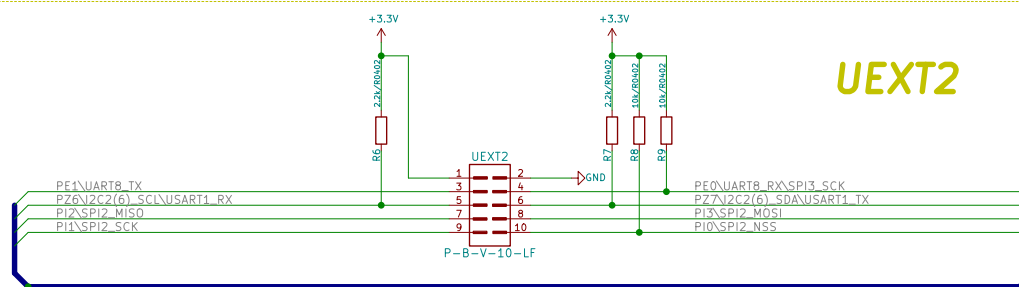 +3.3V
+3.3V
UEXT2
2.2k/R0402
2.2k/R0402
10k/R0402
10k/R0402
R6
R7
R8
R9
UEXT2
1 2
GND
3 4
5 6
7 8
9 10
PE1\UART8_TX
PE0\UART8_RX\SPI3_SCK
PZ6\I2C2(6)_SCL\USART1_RX
PZ7\I2C2(6)_SDA\USART1_TX
PI2\SPI2_MISO
PI3\SPI2_MOSI
PI1\SPI2_SCK
PI0\SPI2_NSS
P-B-V-10-LF